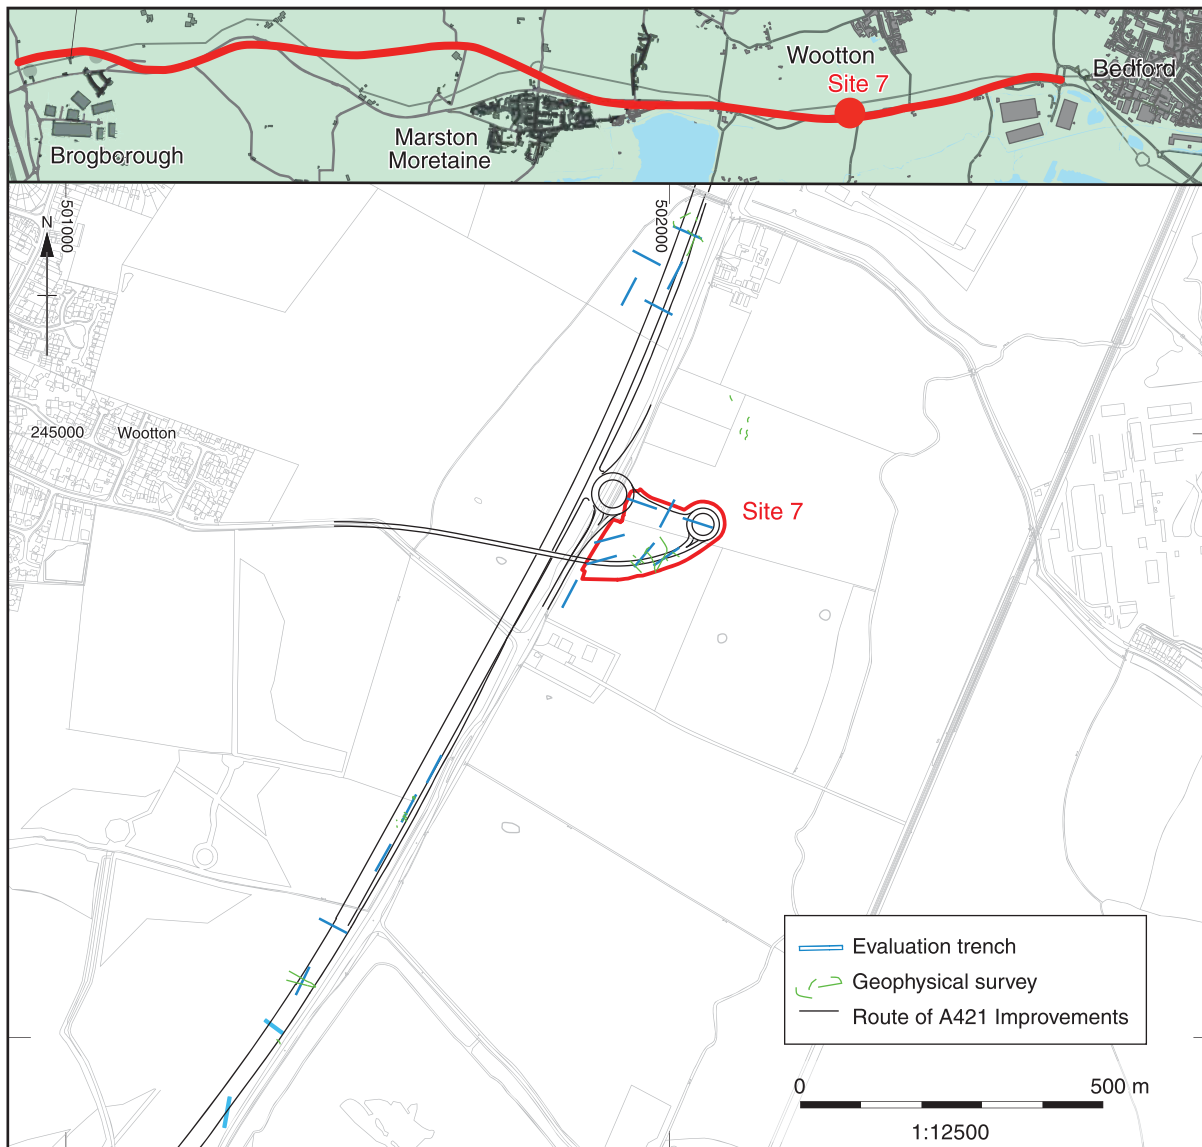 Wootton
Site 7
Bedford
Marston
Moretaine
Brogborough
501000
502000
N
245000
Wootton
Site 7
Evaluation trench
Geophysical survey
Route of A421 Improvements
0
500 m
1:12500